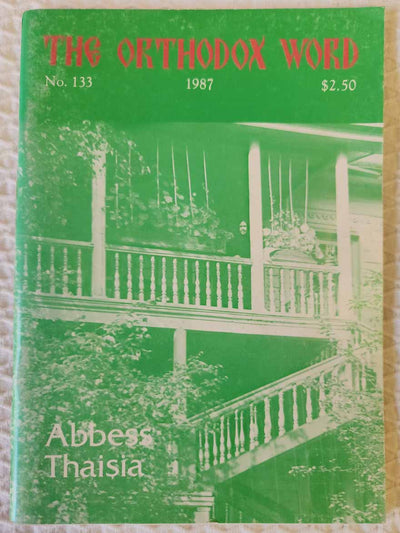 THE ORTHODOX WORD
No. 133 1987 $2.50
Abbess
Thaisia